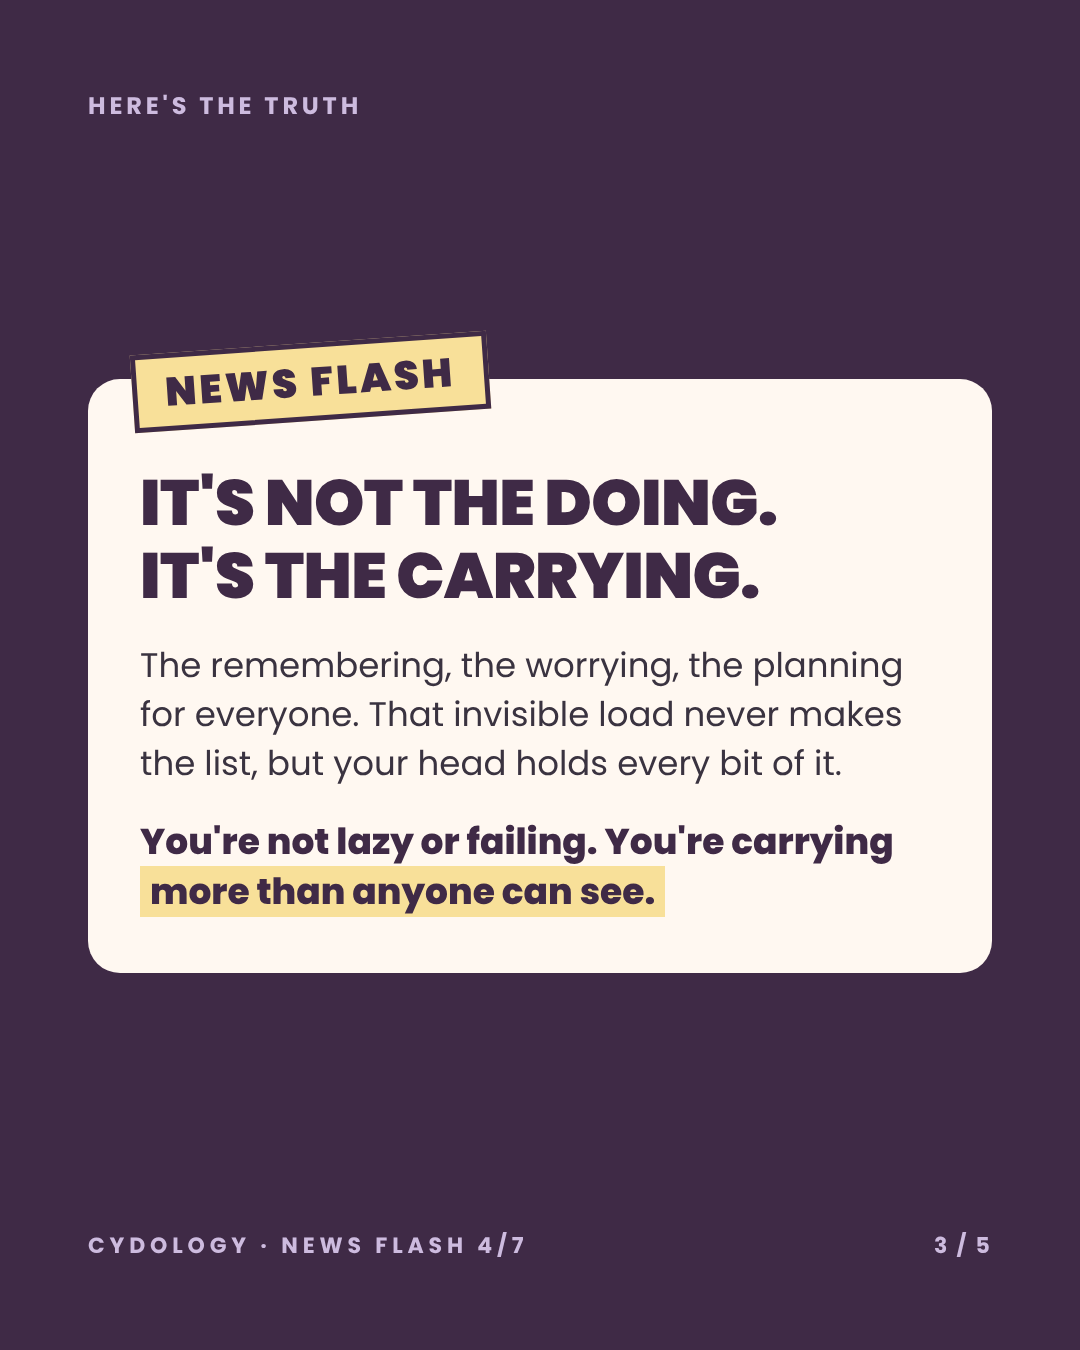 HERE'S THE TRUTH
NEWS FLASH
IT'S NOT THE DOING.
IT'S THE CARRYING.
The remembering, the worrying, the planning
for everyone. That invisible load never makes
the list, but your head holds every bit of it.
You're not lazy or failing. You're carrying
more than anyone can see.
CYDOLOGY · NEWS FLASH 4/7
3 / 5